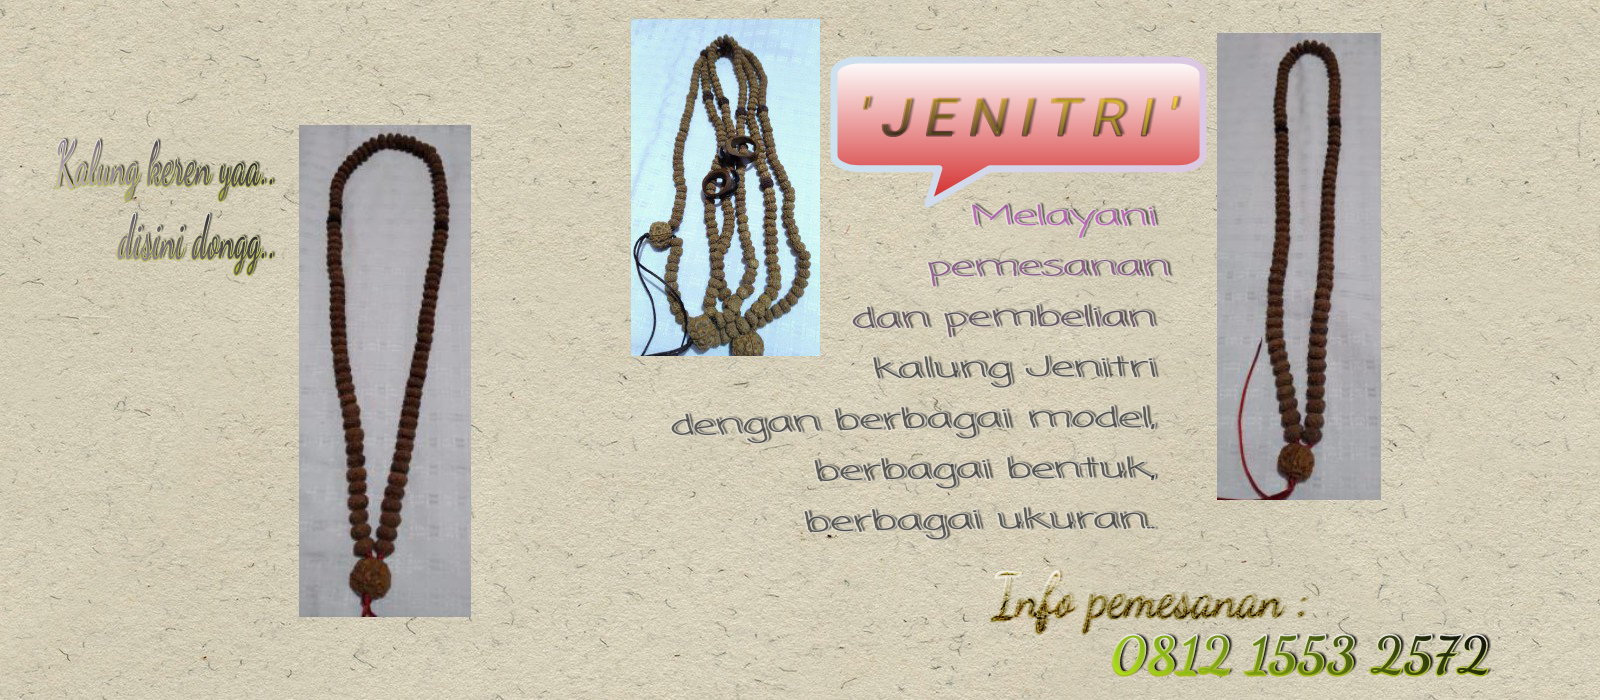 Kalung keren yaa..
disini dongg..
'JENITRI'
Melayani
pemesanan
dan pembelian
kalung Jenitri
dengan berbagai model,
berbagai bentuk,
berbagai ukuran..
Info pemesanan :
0812 1553 2572